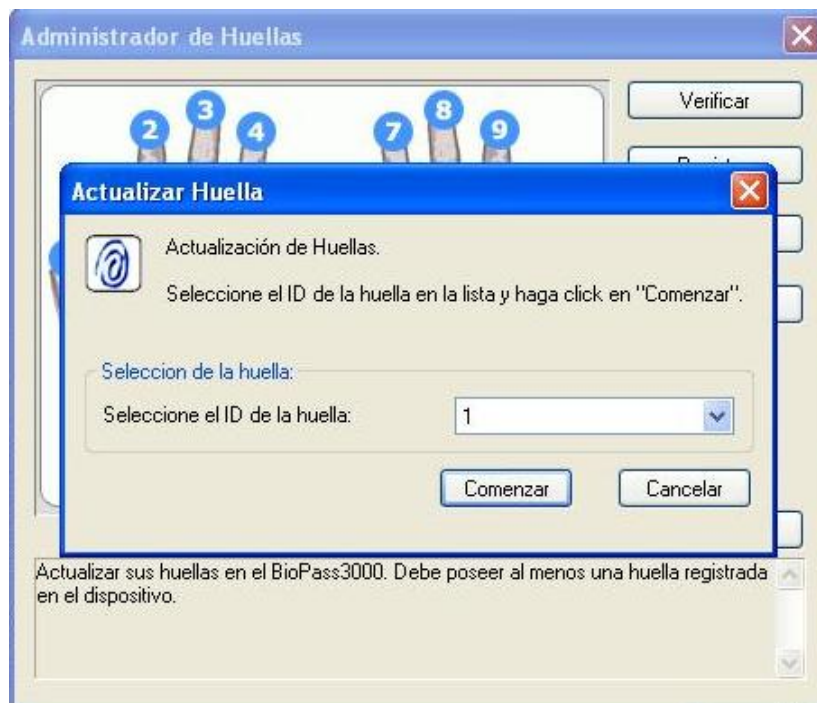 Administrador de Huellas
2 3 4 7 8 9
Verificar
Actualizar Huella
Actualización de Huellas.
Seleccione el ID de la huella en la lista y haga click en "Comenzar".
Seleccion de la huella:
Seleccione el ID de la huella:
1
Comenzar
Cancelar
Actualizar sus huellas en el BioPass3000. Debe poseer al menos una huella registrada
en el dispositivo.